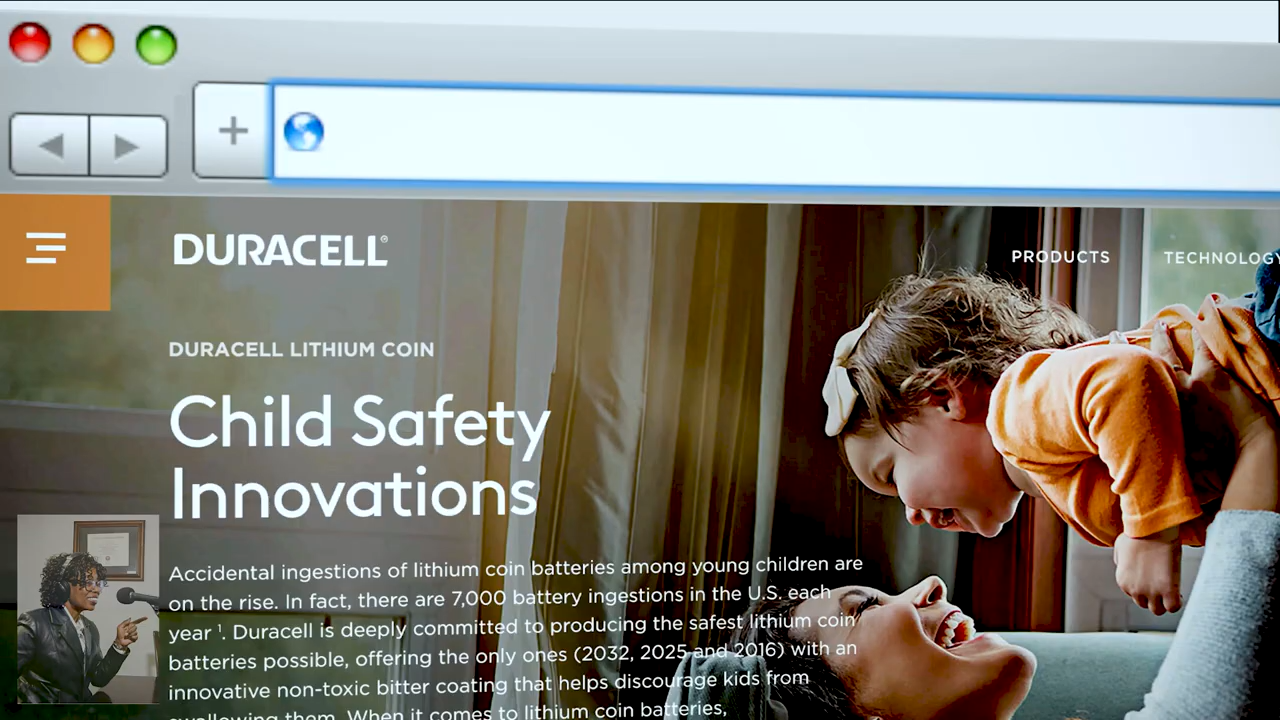 DURACELL®
PRODUCTS
TECHNOLOGY
DURACELL LITHIUM COIN
Child Safety
Innovations
Accidental ingestions of lithium coin batteries among young children are
on the rise. In fact, there are 7,000 battery ingestions in the U.S. each
year ¹. Duracell is deeply committed to producing the safest lithium coin
batteries possible, offering the only ones (2032, 2025 and 2016) with an
innovative non-toxic bitter coating that helps discourage kids from
swallowing them. When it comes to lithium coin batteries,